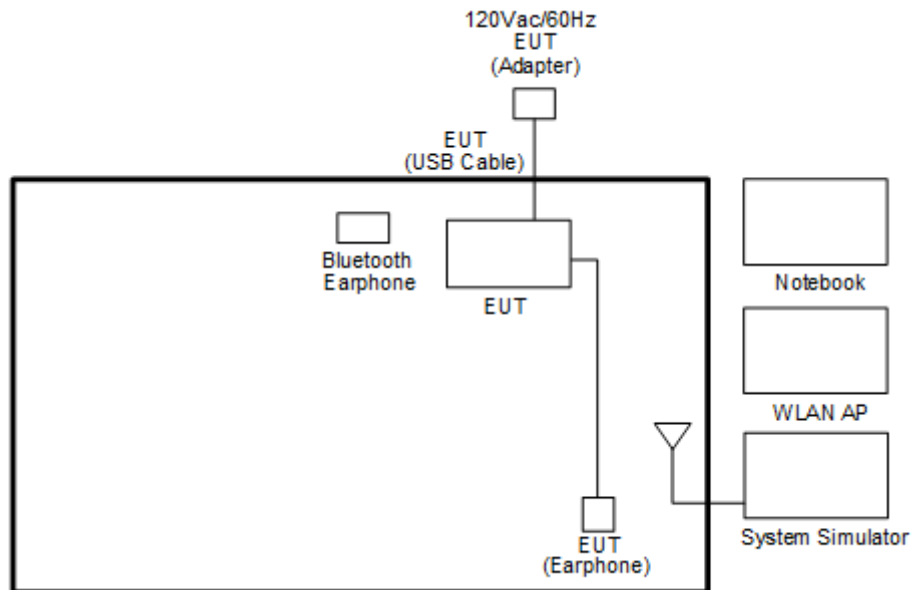 120Vac/60Hz
EUT
(Adapter)
EUT
(USB Cable)
Bluetooth
Earphone
EUT
Notebook
WLAN AP
System Simulator
EUT
(Earphone)